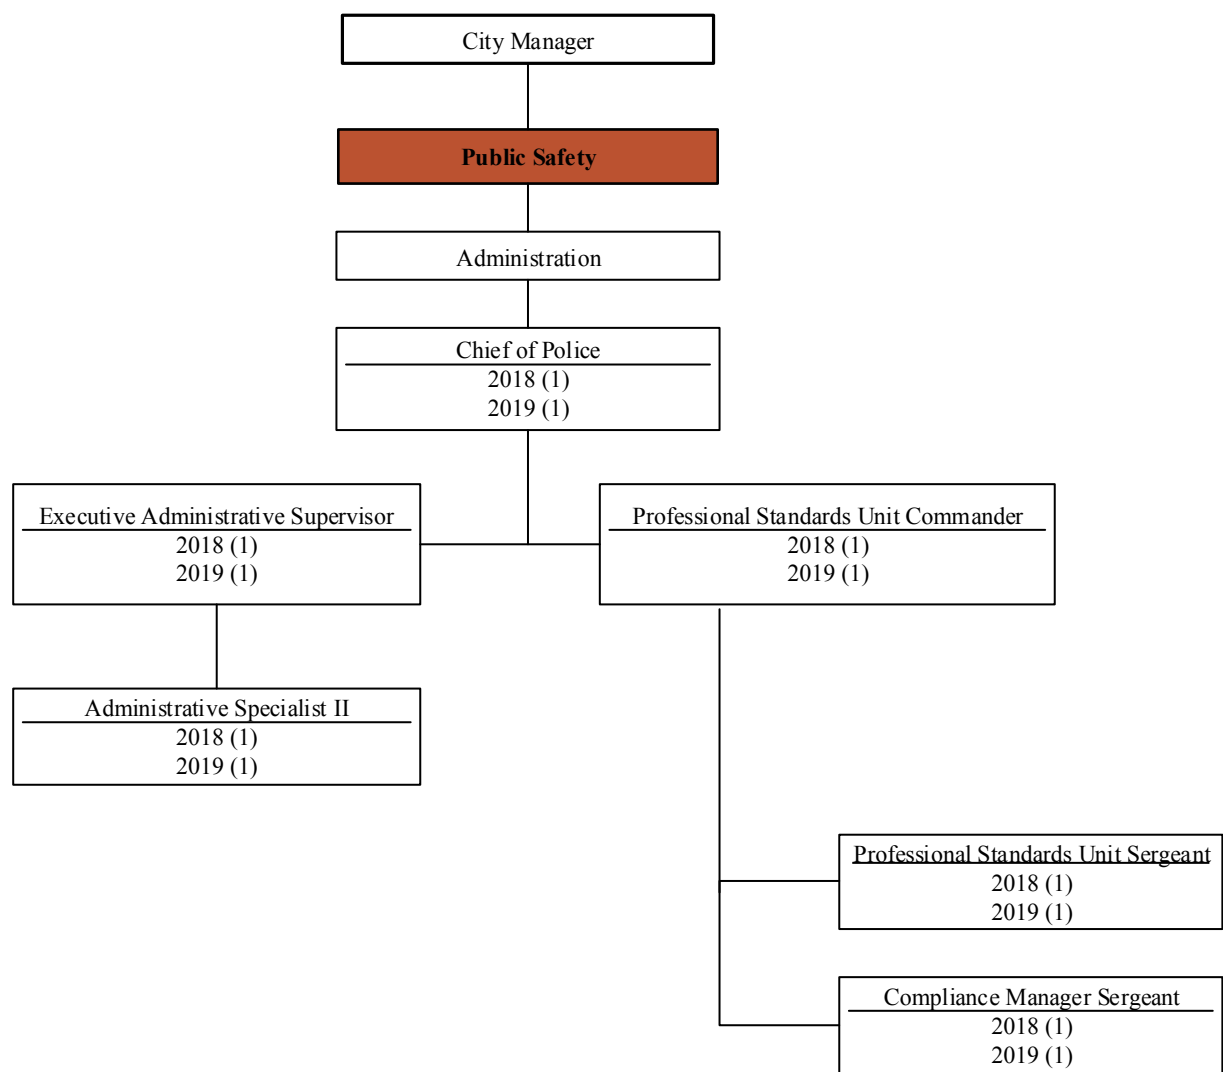 City Manager
Public Safety
Administration
Chief of Police
2018 (1)
2019 (1)
Executive Administrative Supervisor
2018 (1)
2019 (1)
Professional Standards Unit Commander
2018 (1)
2019 (1)
Administrative Specialist II
2018 (1)
2019 (1)
Professional Standards Unit Sergeant
2018 (1)
2019 (1)
Compliance Manager Sergeant
2018 (1)
2019 (1)